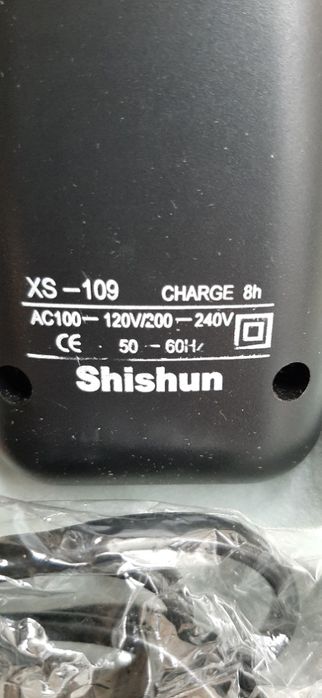 XS-109 CHARGE 8h
AC100-120V/200-240V
CE 50-60Hz
Shishun